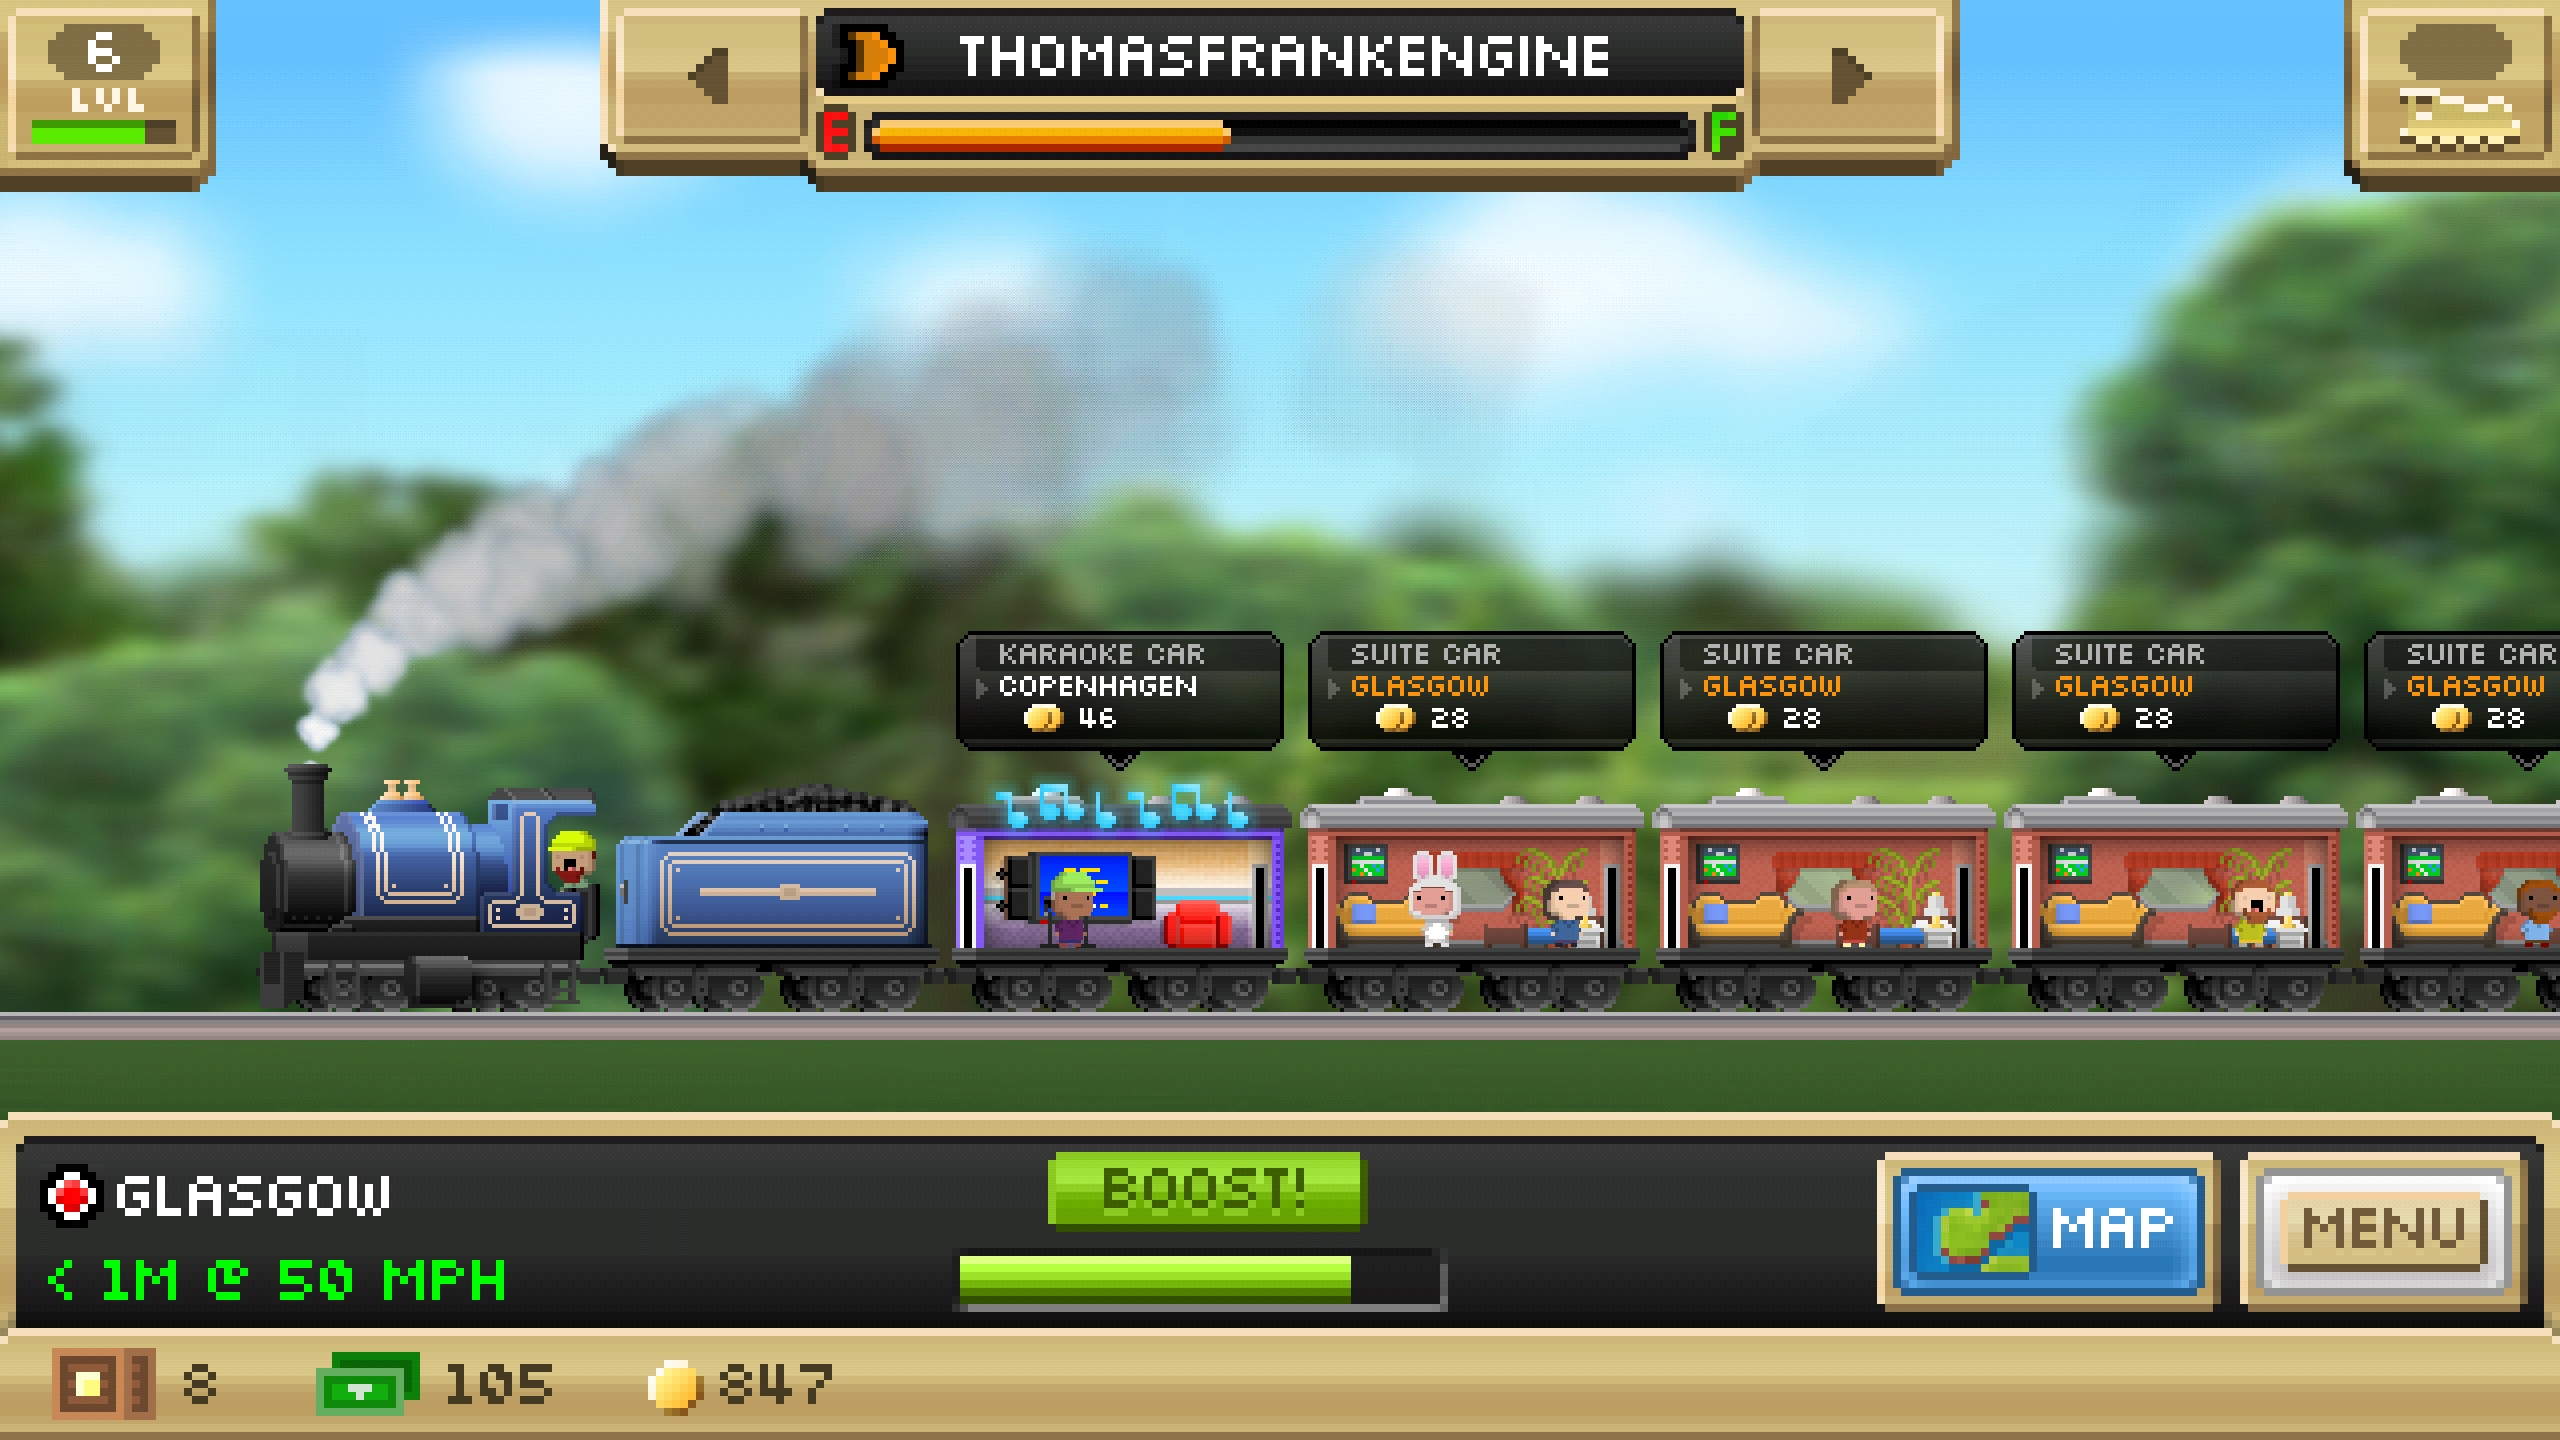 6
LVL
THOMASFRANKENGINE
E
F
KARAOKE CAR
COPENHAGEN
46
SUITE CAR
GLASGOW
28
SUITE CAR
GLASGOW
28
SUITE CAR
GLASGOW
28
SUITE CAR
GLASGOW
28
GLASGOW
< 1M @ 50 MPH
BOOST!
MAP
MENU
8
105
847